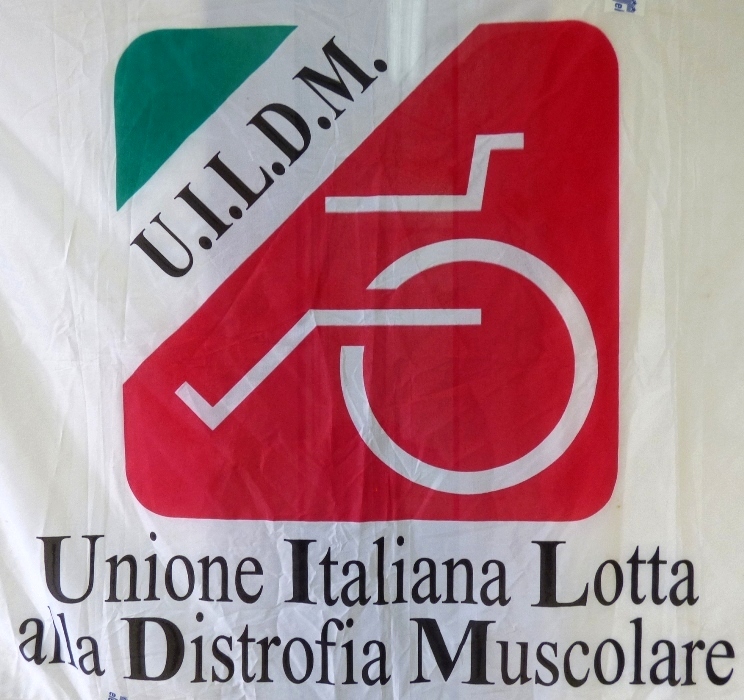 U.I.L.D.M.
Unione Italiana Lotta
alla Distrofia Muscolare